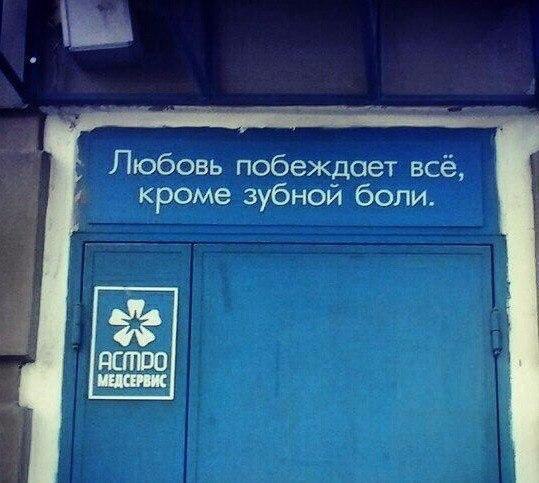 Любовь побеждает всё,
кроме зубной боли.
АСТРО
МЕДСЕРВИС